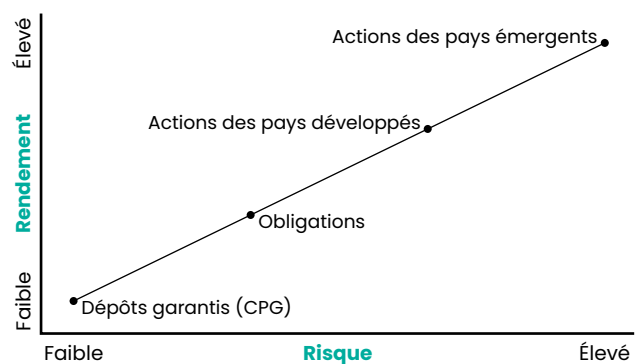 Élevé
Rendement
Faible
Actions des pays émergents
Actions des pays développés
Obligations
Dépôts garantis (CPG)
Faible
Risque
Élevé